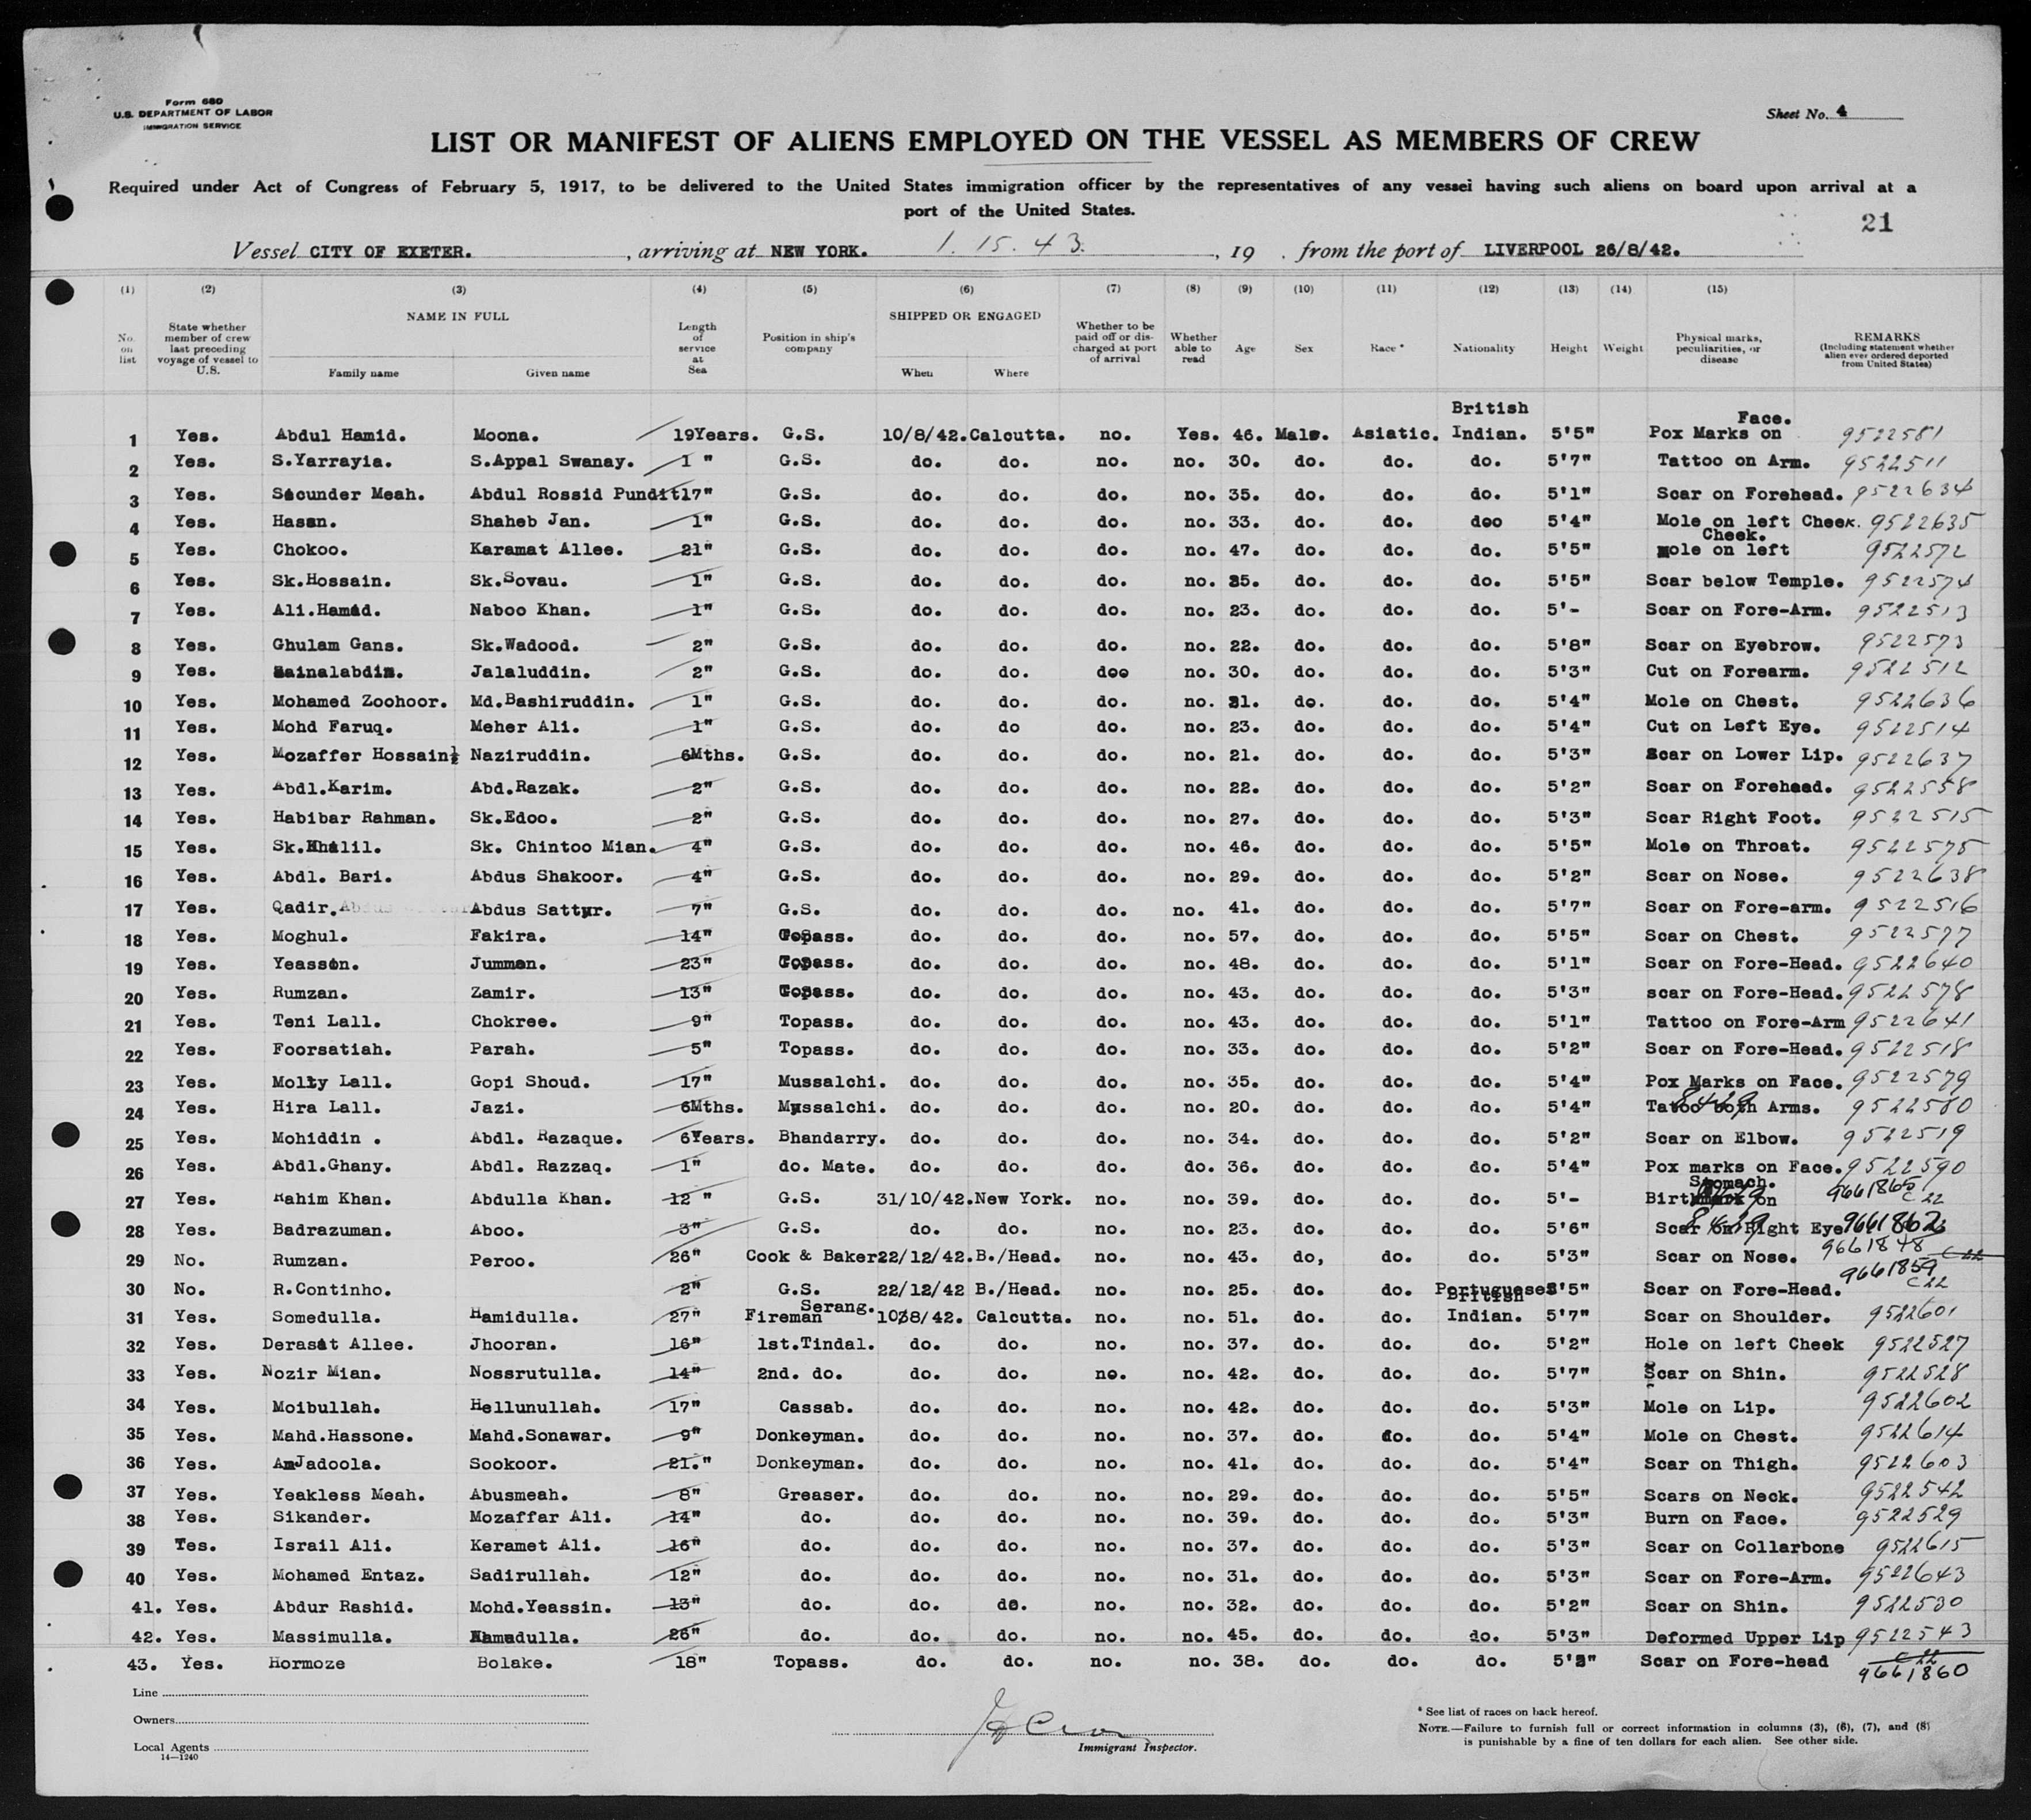 Form 680
U.S. DEPARTMENT OF LABOR
IMMIGRATION SERVICE
Sheet No. 4
LIST OR MANIFEST OF ALIENS EMPLOYED ON THE VESSEL AS MEMBERS OF CREW
Required under Act of Congress of February 5, 1917, to be delivered to the United States immigration officer by the representatives of any vessel having such aliens on board upon arrival at a
port of the United States.
21
Vessel CITY OF EXETER. , arriving at NEW YORK. 1. 15. 43. , 19 . from the port of LIVERPOOL 26/8/42.
(1) (2) (3) (4) (5) (6) (7) (8) (9) (10) (11) (12) (13) (14) (15)
No. on list State whether member of crew last preceding voyage of vessel to U.S. NAME IN FULL Family name Given name Length of service at Sea Position in ship's company SHIPPED OR ENGAGED When Where Whether to be paid off or discharged at port of arrival Whether able to read Age Sex Race * Nationality Height Weight Physical marks, peculiarities, or disease REMARKS (Including statement whether alien ever ordered deported from United States)
1 Yes. Abdul Hamid. Moona. 19Years. G.S. 10/8/42. Calcutta. no. Yes. 46. Male. Asiatic. British Indian. 5'5" Pox Marks on Face. 9522581
2 Yes. S.Yarrayia. S.Appal Swanay. 1 " G.S. do. do. no. no. 30. do. do. do. 5'7" Tattoo on Arm. 9522511
3 Yes. Secunder Meah. Abdul Rossid Pundit 17" G.S. do. do. do. no. 35. do. do. do. 5'1" Scar on Forehead. 9522634
4 Yes. Hasan. Shaheb Jan. 1" G.S. do. do. do. no. 33. do. do. doo 5'4" Mole on left Cheek. 9522635
5 Yes. Chokoo. Karamat Allee. 21" G.S. do. do. do. no. 47. do. do. do. 5'5" Mole on left Cheek. 9522572
6 Yes. Sk.Hossain. Sk.Sovau. 1" G.S. do. do. do. no. do. do. do. 5'5" Scar below Temple. 9522574
7 Yes. Ali.Hamid. Naboo Khan. 1" G.S. do. do. do. no. 23. do. do. do. 5'- Scar on Fore-Arm. 9522513
8 Yes. Ghulam Gans. Sk.Wadood. 2" G.S. do. do. do. no. 22. do. do. do. 5'8" Scar on Eyebrow. 9522573
9 Yes. Zainalabdin. Jalaluddin. 2" G.S. do. do doo no. 30. do. do. do. 5'3" Cut on Forearm. 9522512
10 Yes. Mohamed Zoohoor. Md.Bashiruddin. 1" G.S. do. do. do. no. do. do. do. 5'4" Mole on Chest. 9522636
11 Yes. Mohd Faruq. Meher Ali. 1" G.S. do. do do. no. 23. do. do. do. 5'4" Cut on Left Eye. 9522514
12 Yes. Mozaffer Hossain Naziruddin. 6Mths. G.S. do. do. do. no. 21. do. do. do. 5'3" Scar on Lower Lip. 9522637
13 Yes. Abdl.Karim. Abd.Razak. 2" G.S. do. do. do. no. 22. do. do. do. 5'2" Scar on Forehead. 9522558
14 Yes. Habibar Rahman. Sk.Edoo. 2" G.S. do. do. do. no. 27. do. do. do. 5'3" Scar Right Foot. 9522515
15 Yes. Sk.Khalil. Sk. Chintoo Mian. 4" G.S. do. do. do. no. 46. do. do. do. 5'5" Mole on Throat. 9522575
16 Yes. Abdl. Bari. Abdus Shakoor. 4" G.S. do. do. do. no. 29. do. do. do. 5'2" Scar on Nose. 9522638
17 Yes. Qadir. Abdus Sattyr. 7" G.S. do. do. do. no. 41. do. do. do. 5'7" Scar on Fore-arm. 9522516
18 Yes. Moghul. Fakira. 14" Topass. do. do. do. no. 57. do. do. do. 5'5" Scar on Chest. 9522577
19 Yes. Yeassen. Jummen. 23" Topass. do. do. do. no. 48. do. do. do. 5'1" Scar on Fore-Head. 9522640
20 Yes. Rumzan. Zamir. 13" Topass. do. do. do. no. 43. do. do. do. 5'3" scar on Fore-Head. 9522578
21 Yes. Teni Lall. Chokree. 9" Topass. do. do. do. no. 43. do. do. do. 5'1" Tattoo on Fore-Arm 9522641
22 Yes. Foorsatiah. Parah. 5" Topass. do. do. do. no. 33. do. do. do. 5'2" Scar on Fore-Head. 9522518
23 Yes. Molty Lall. Gopi Shoud. 17" Mussalchi. do. do. do. no. 35. do. do. do. 5'4" Pox Marks on Face. 9522579
24 Yes. Hira Lall. Jazi. 6Mths. Mussalchi. do. do. do. no. 20. do. do. do. 5'4" Tatoo both Arms. 9522580
25 Yes. Mohiddin . Abdl. Razaque. 6Years. Bhandarry. do. do. do. no. 34. do. do. do. 5'2" Scar on Elbow. 9522519
26 Yes. Abdl.Ghany. Abdl. Razzaq. 1" do. Mate. do. do. do. do. 36. do. do. do. 5'4" Pox marks on Face. 9522590
27 Yes. Rahim Khan. Abdulla Khan. 12 " G.S. 31/10/42. New York. no. no. 39. do. do. do. 5'- Birthmark on Stomach. 9661865 C 22
28 Yes. Badrazuman. Aboo. 3" G.S. do. do. no. no. 23. do. do. do. 5'6" Scar on Right Eye 9661862
29 No. Rumzan. Peroo. 26" Cook & Baker 22/12/42. B./Head. no. no. 43. do, do. do. 5'3" Scar on Nose. 9661848 C 22
30 No. R.Continho. 2" G.S. 22/12/42 B./Head. no. no. 25. do. do. Portuguese 5'5" Scar on Fore-Head. 9661859 C 22
31 Yes. Somedulla. Hamidulla. 27" Fireman Serang. 10/8/42. Calcutta. no. no. 51. do. do. British Indian. 5'7" Scar on Shoulder. 9522601
32 Yes. Derasat Allee. Jhooran. 16" 1st.Tindal. do. do. no. no. 37. do. do. do. 5'2" Hole on left Cheek 9522527
33 Yes. Nozir Mian. Nossrutulla. 14" 2nd. do. do. do. no. no. 42. do. do. do. 5'7" Scar on Shin. 9522528
34 Yes. Moibullah. Hellunullah. 17" Cassab. do. do. no. no. 42. do. do. do. 5'3" Mole on Lip. 9522602
35 Yes. Mahd.Hassone. Mahd.Sonawar. 9" Donkeyman. do. do. no. no. 37. do. do. do. 5'4" Mole on Chest. 9522614
36 Yes. AmJadoola. Sookoor. 21." Donkeyman. do. do. no. no. 41. do. do. do. 5'4" Scar on Thigh. 9522603
37 Yes. Yeakless Meah. Abusmeah. 8" Greaser. do. do. no. no. 29. do. do. do. 5'5" Scars on Neck. 9522542
38 Yes. Sikander. Mozaffar Ali. 14" do. do. do. no. no. 39. do. do. do. 5'3" Burn on Face. 9522529
39 Tes. Israil Ali. Keramet Ali. 16" do. do. do. no. no. 37. do. do. do. 5'3" Scar on Collarbone 9522615
40 Yes. Mohamed Entaz. Sadirullah. 12" do. do. do. no. no. 31. do. do. do. 5'3" Scar on Fore-Arm. 9522643
41. Yes. Abdur Rashid. Mohd.Yeassin. 13" do. do. do. no. no. 32. do. do. do. 5'2" Scar on Shin. 9522530
42. Yes. Massimulla. Hamadulla. 26" do. do. do. no. no. 45. do. do. do. 5'3" Deformed Upper Lip 9522543
43. Yes. Hormoze Bolake. 18" Topass. do. do. no. no. 38. do. do. do. Scar on Fore-head C 22 9661860
Line
Owners
Local Agents
14—1240
Immigrant Inspector.
* See list of races on back hereof.
NOTE.—Failure to furnish full or correct information in columns (3), (6), (7), and (8)
is punishable by a fine of ten dollars for each alien. See other side.